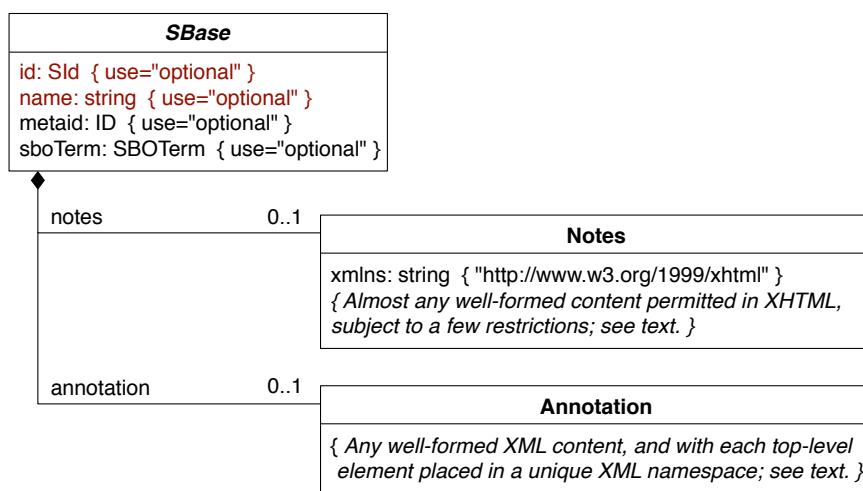 SBase
id: SId { use="optional" }
name: string { use="optional" }
metaid: ID { use="optional" }
sboTerm: SBOTerm { use="optional" }
notes 0..1
Notes
xmlns: string { "http://www.w3.org/1999/xhtml" }
{ Almost any well-formed content permitted in XHTML,
subject to a few restrictions; see text. }
annotation 0..1
Annotation
{ Any well-formed XML content, and with each top-level
element placed in a unique XML namespace; see text. }